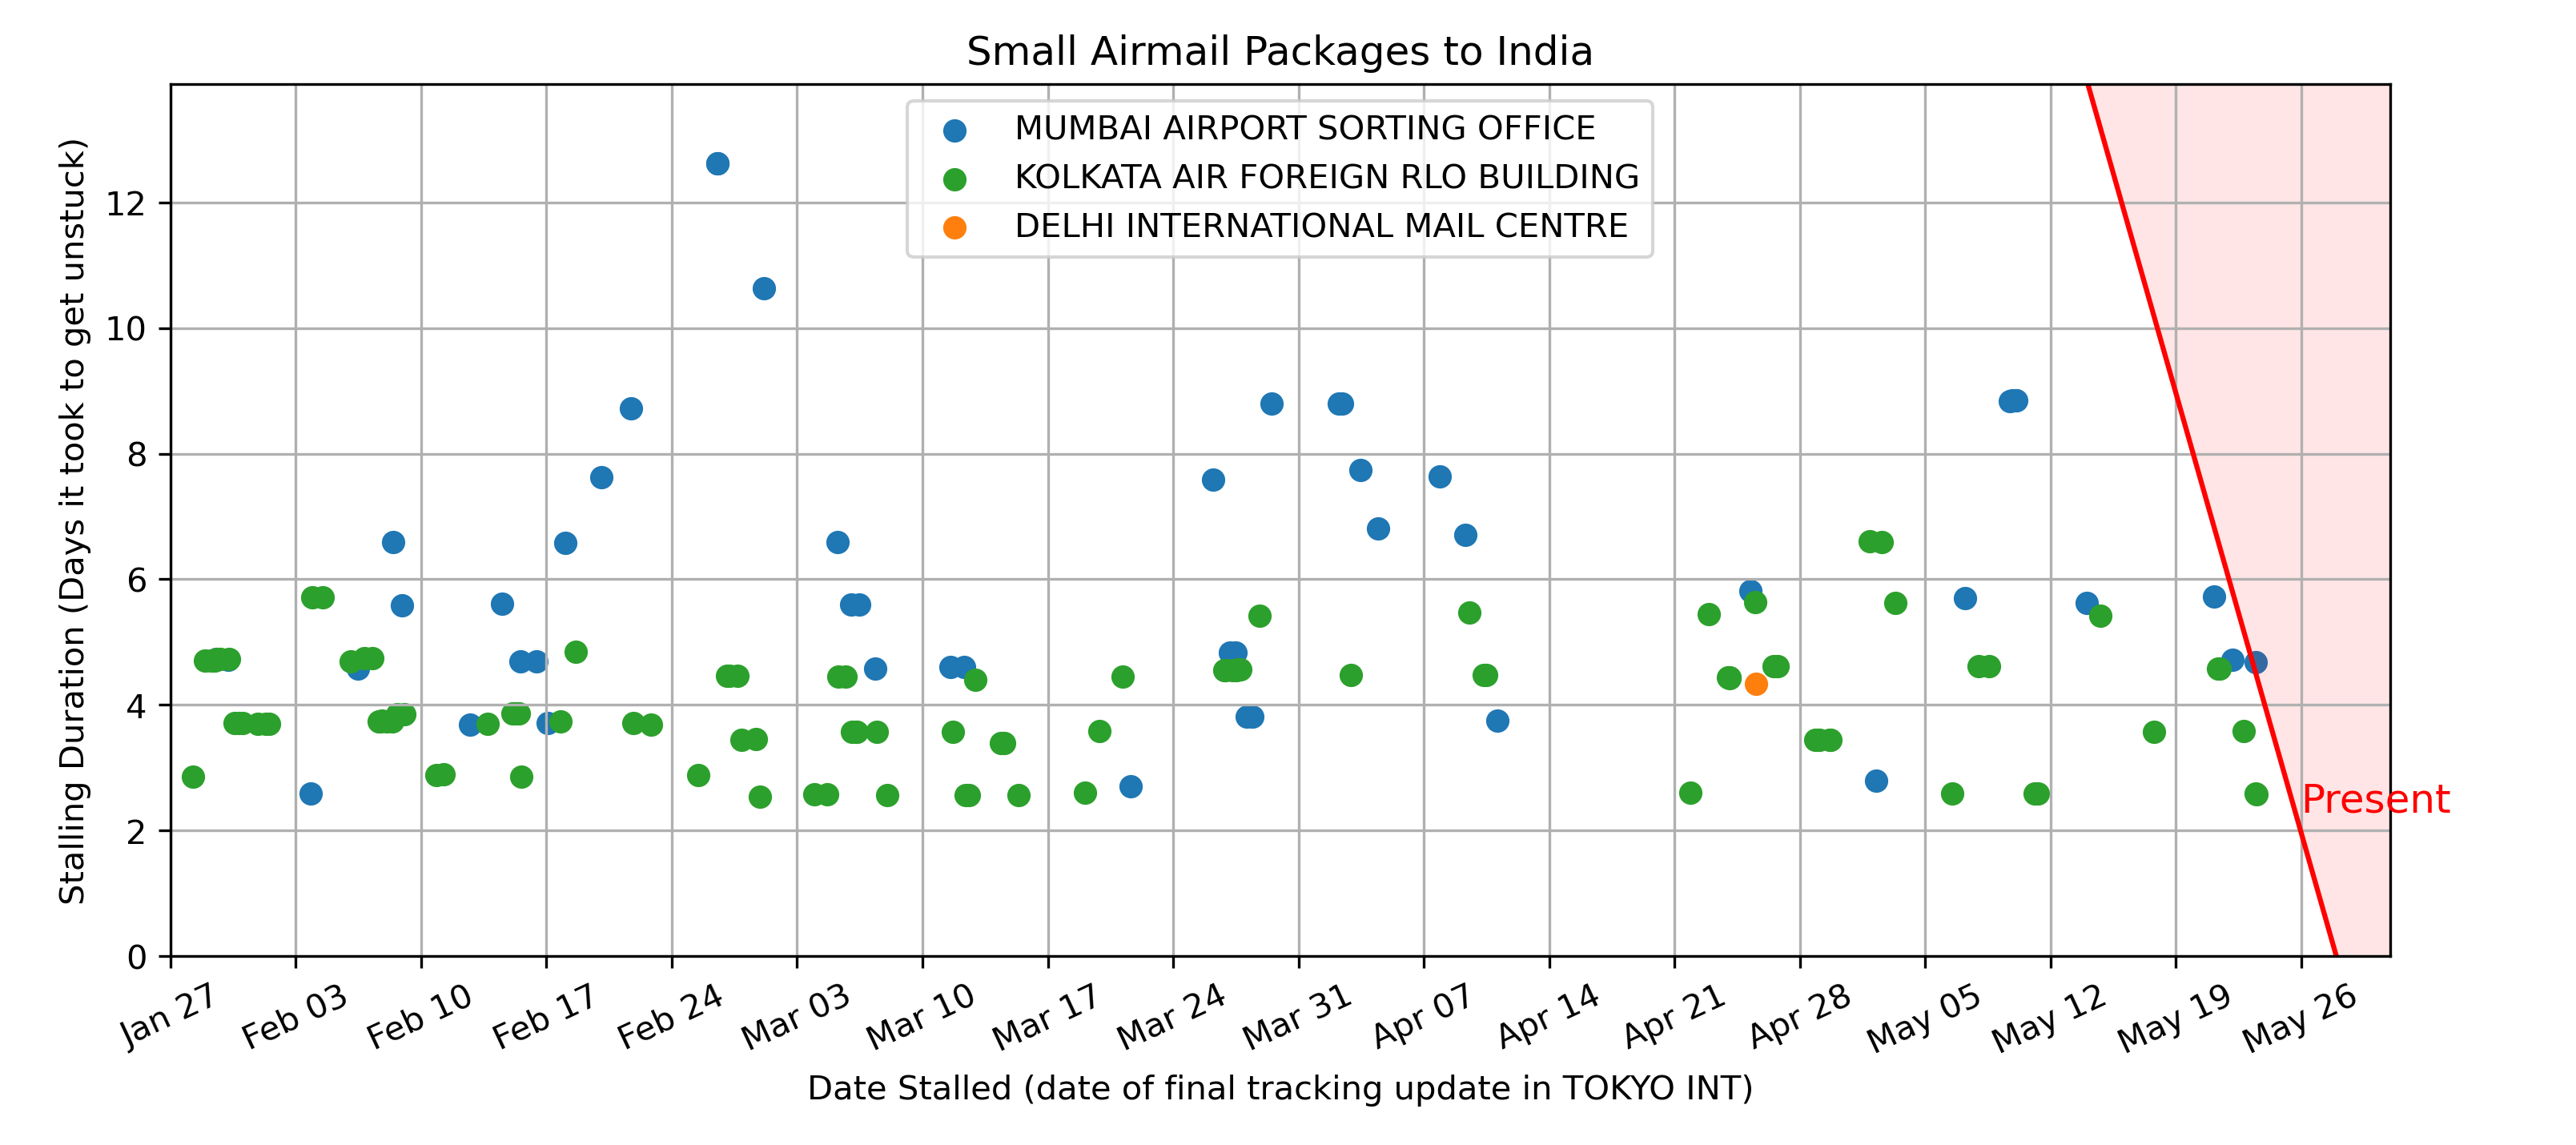 Small Airmail Packages to India
MUMBAI AIRPORT SORTING OFFICE
KOLKATA AIR FOREIGN RLO BUILDING
DELHI INTERNATIONAL MAIL CENTRE
Stalling Duration (Days it took to get unstuck)
12
10
8
6
4
2
0
Present
Jan 27 Feb 03 Feb 10 Feb 17 Feb 24 Mar 03 Mar 10 Mar 17 Mar 24 Mar 31 Apr 07 Apr 14 Apr 21 Apr 28 May 05 May 12 May 19 May 26
Date Stalled (date of final tracking update in TOKYO INT)